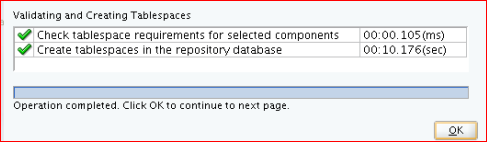 Validating and Creating Tablespaces
Check tablespace requirements for selected components 00:00.105(ms)
Create tablespaces in the repository database 00:10.176(sec)
Operation completed. Click OK to continue to next page.
OK